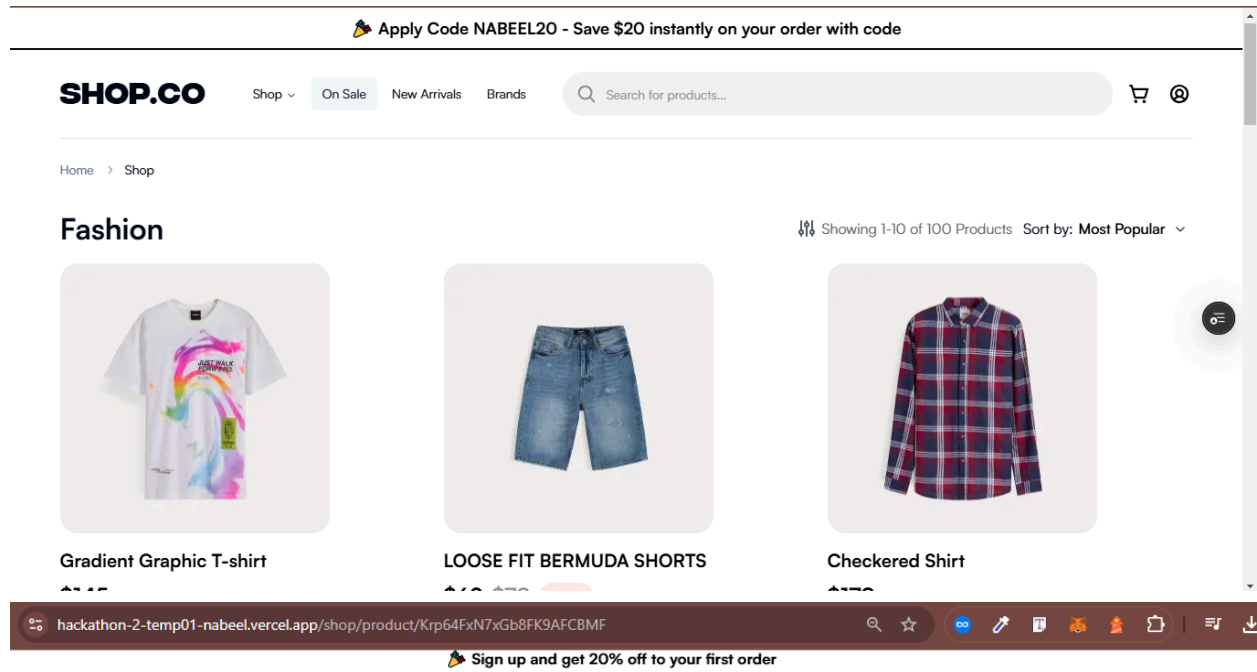 🎉 Apply Code NABEEL20 - Save $20 instantly on your order with code
SHOP.CO Shop On Sale New Arrivals Brands Search for products...
Home > Shop
Fashion Showing 1-10 of 100 Products Sort by: Most Popular
JUST WALK
FORWARD.
Gradient Graphic T-shirt LOOSE FIT BERMUDA SHORTS Checkered Shirt
hackathon-2-temp01-nabeel.vercel.app/shop/product/Krp64FxN7xGb8FK9AFCBMF
🎉 Sign up and get 20% off to your first order